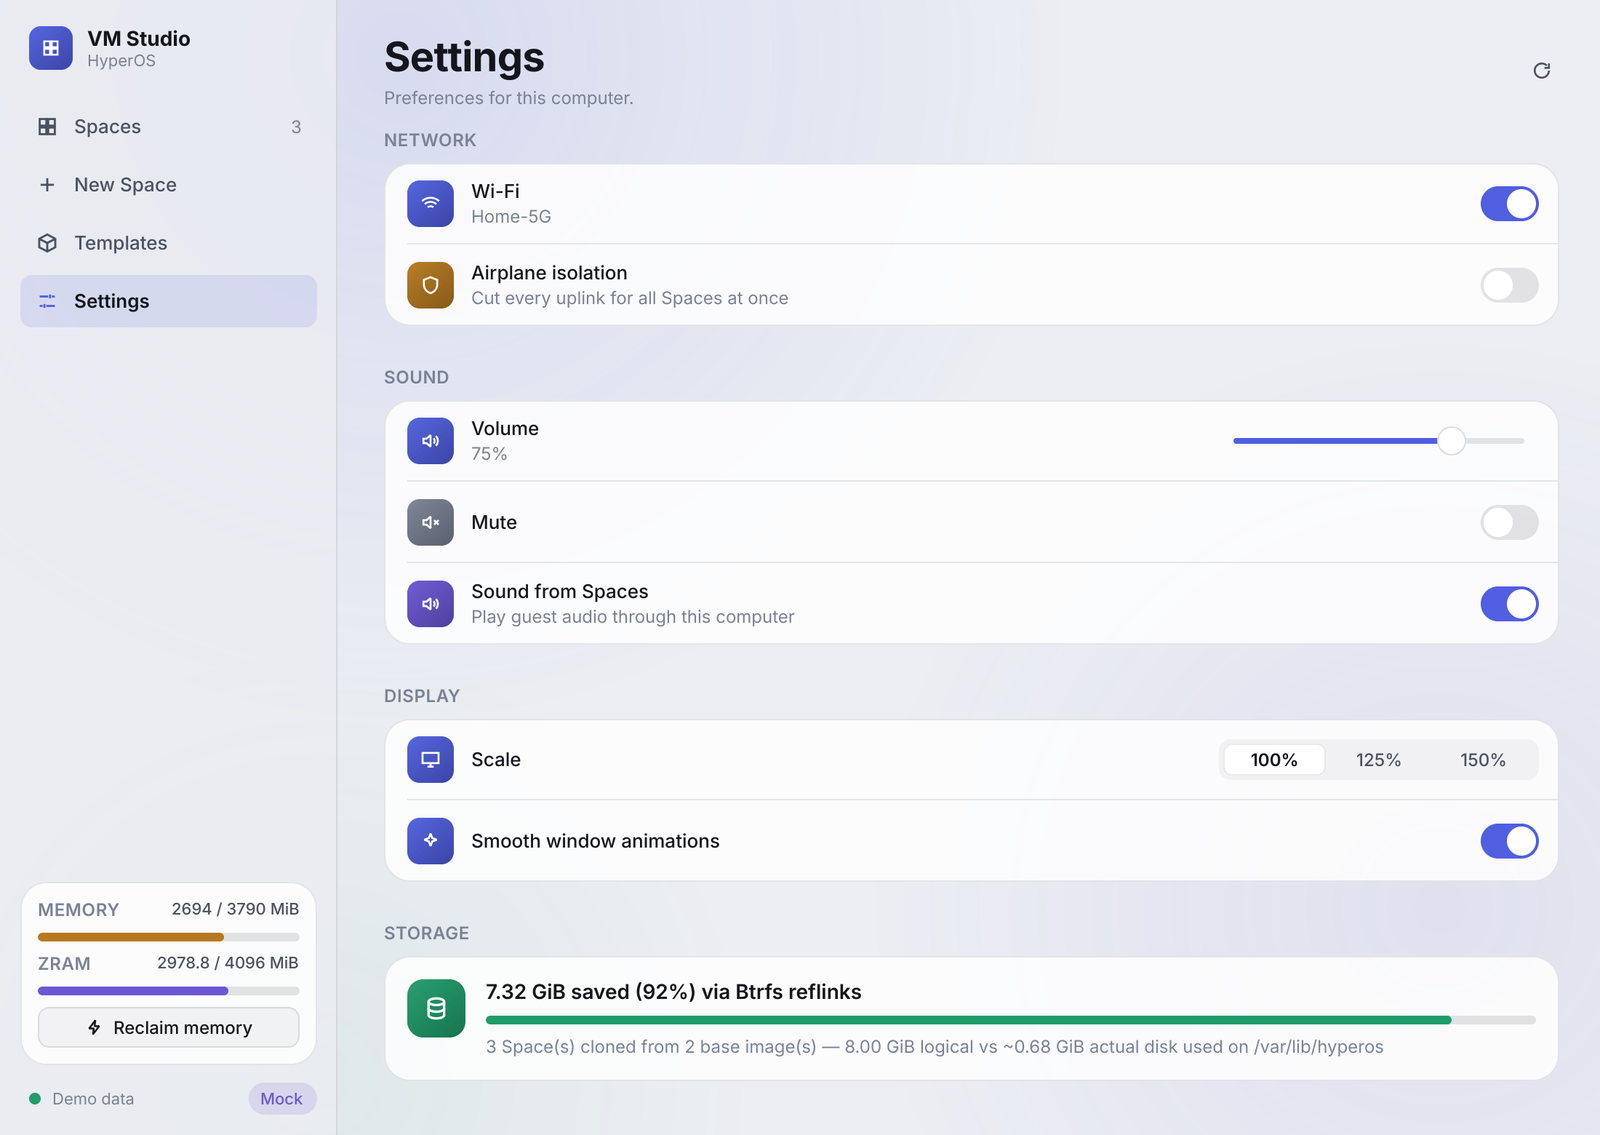 VM Studio
HyperOS
Spaces 3
New Space
Templates
Settings
MEMORY 2694 / 3790 MiB
ZRAM 2978.8 / 4096 MiB
Reclaim memory
Demo data Mock
Settings
Preferences for this computer.
NETWORK
Wi-Fi
Home-5G
Airplane isolation
Cut every uplink for all Spaces at once
SOUND
Volume
75%
Mute
Sound from Spaces
Play guest audio through this computer
DISPLAY
Scale 100% 125% 150%
Smooth window animations
STORAGE
7.32 GiB saved (92%) via Btrfs reflinks
3 Space(s) cloned from 2 base image(s) — 8.00 GiB logical vs ~0.68 GiB actual disk used on /var/lib/hyperos